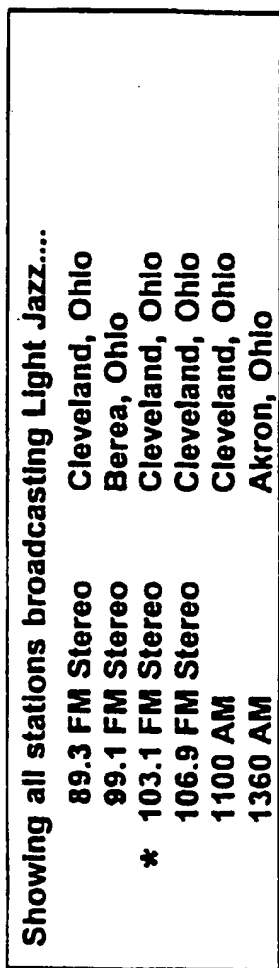 Showing all stations broadcasting Light Jazz....
89.3 FM Stereo Cleveland, Ohio
99.1 FM Stereo Berea, Ohio
* 103.1 FM Stereo Cleveland, Ohio
106.9 FM Stereo Cleveland, Ohio
1100 AM Cleveland, Ohio
1360 AM Akron, Ohio